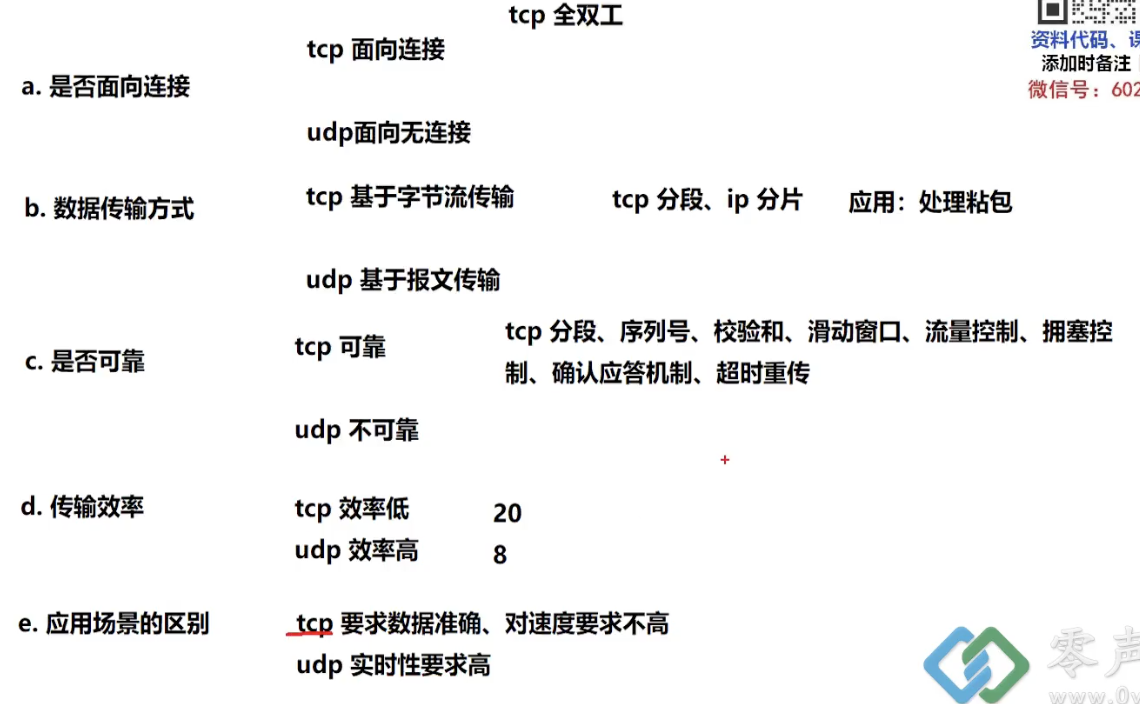 tcp 全双工
资料代码、
添加时备注
微信号：602
tcp 面向连接
a. 是否面向连接
udp面向无连接
b. 数据传输方式
tcp 基于字节流传输
tcp 分段、ip 分片
应用：处理粘包
udp 基于报文传输
c. 是否可靠
tcp 可靠
tcp 分段、序列号、校验和、滑动窗口、流量控制、拥塞控
制、确认应答机制、超时重传
udp 不可靠
d. 传输效率
tcp 效率低
20
udp 效率高
8
e. 应用场景的区别
tcp 要求数据准确、对速度要求不高
udp 实时性要求高
零声
www.0v